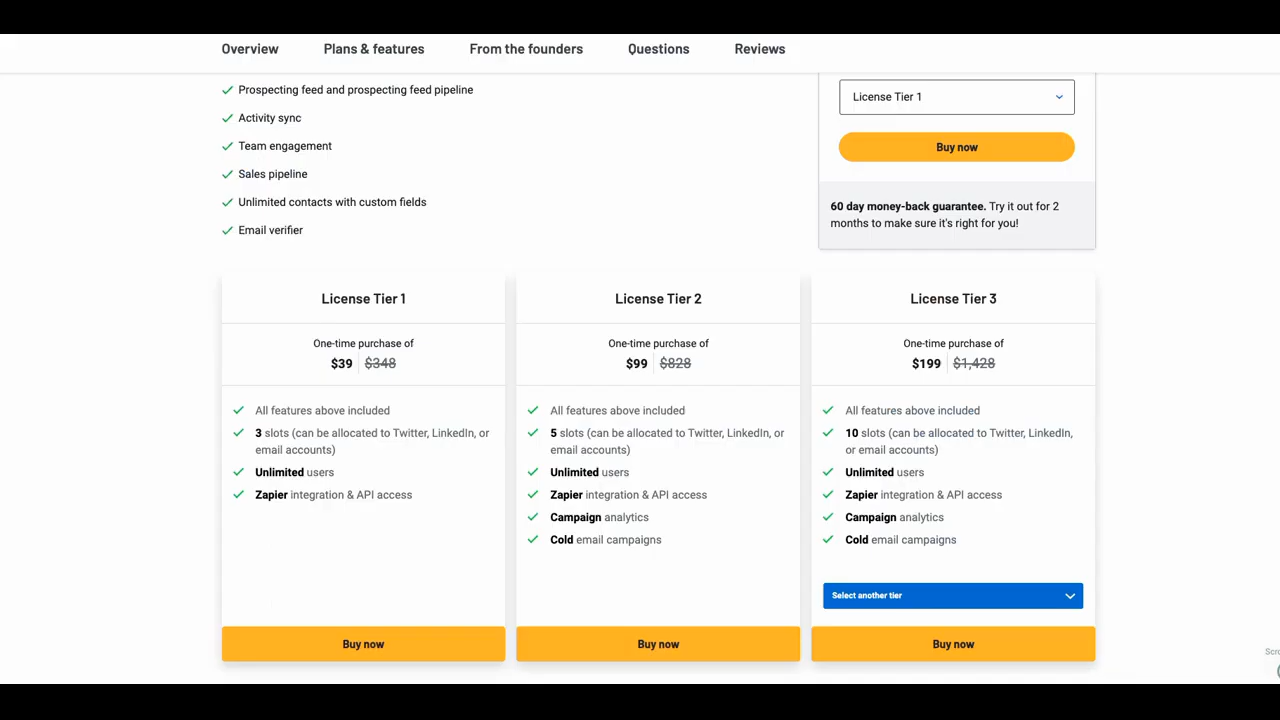 Overview Plans & features From the founders Questions Reviews
Prospecting feed and prospecting feed pipeline
Activity sync
Team engagement
Sales pipeline
Unlimited contacts with custom fields
Email verifier
License Tier 1
Buy now
60 day money-back guarantee. Try it out for 2
months to make sure it's right for you!
License Tier 1
One-time purchase of
$39 $348
All features above included
3 slots (can be allocated to Twitter, LinkedIn, or
email accounts)
Unlimited users
Zapier integration & API access
Buy now
License Tier 2
One-time purchase of
$99 $828
All features above included
5 slots (can be allocated to Twitter, LinkedIn, or
email accounts)
Unlimited users
Zapier integration & API access
Campaign analytics
Cold email campaigns
Buy now
License Tier 3
One-time purchase of
$199 $1,428
All features above included
10 slots (can be allocated to Twitter, LinkedIn,
or email accounts)
Unlimited users
Zapier integration & API access
Campaign analytics
Cold email campaigns
Select another tier
Buy now